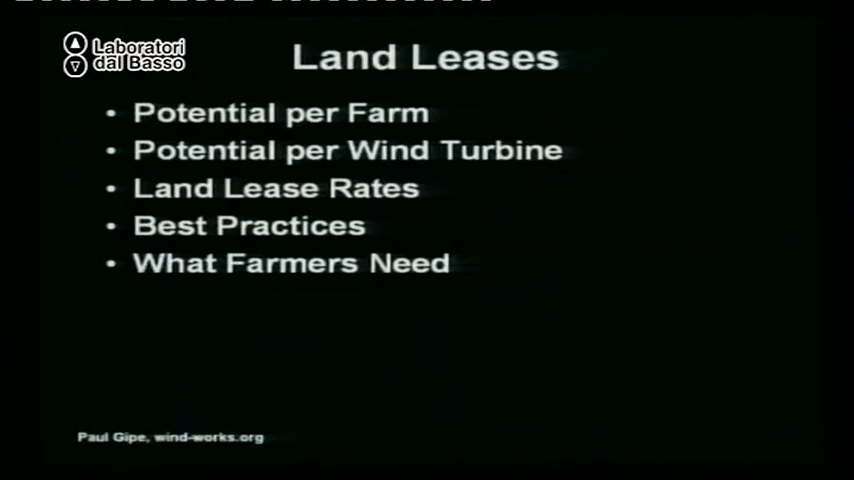 Laboratori
dal Basso
Land Leases
• Potential per Farm
• Potential per Wind Turbine
• Land Lease Rates
• Best Practices
• What Farmers Need
Paul Gipe, wind-works.org